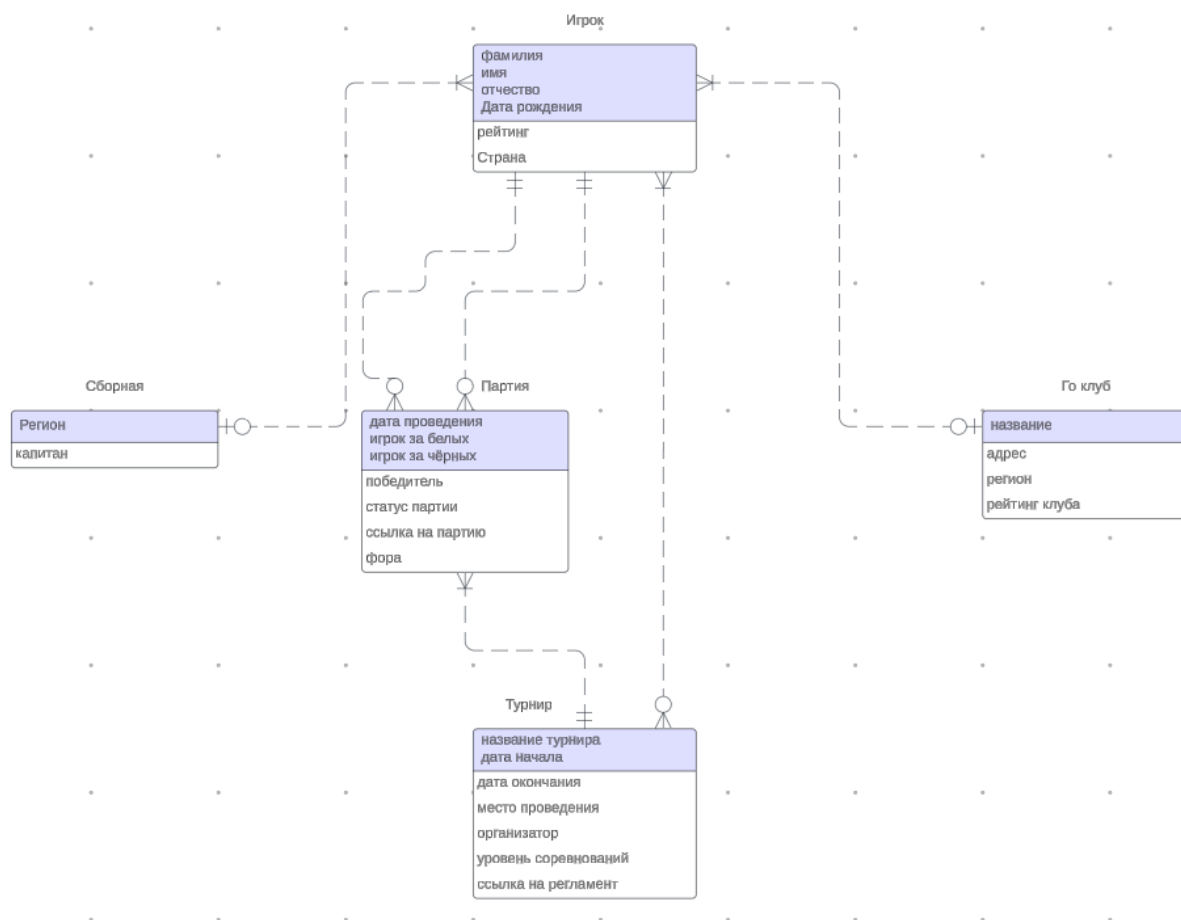 Игрок
фамилия
имя
отчество
Дата рождения
рейтинг
Страна
Сборная
Регион
капитан
Партия
дата проведения
игрок за белых
игрок за чёрных
победитель
статус партии
ссылка на партию
фора
Го клуб
название
адрес
регион
рейтинг клуба
Турнир
название турнира
дата начала
дата окончания
место проведения
организатор
уровень соревнований
ссылка на регламент